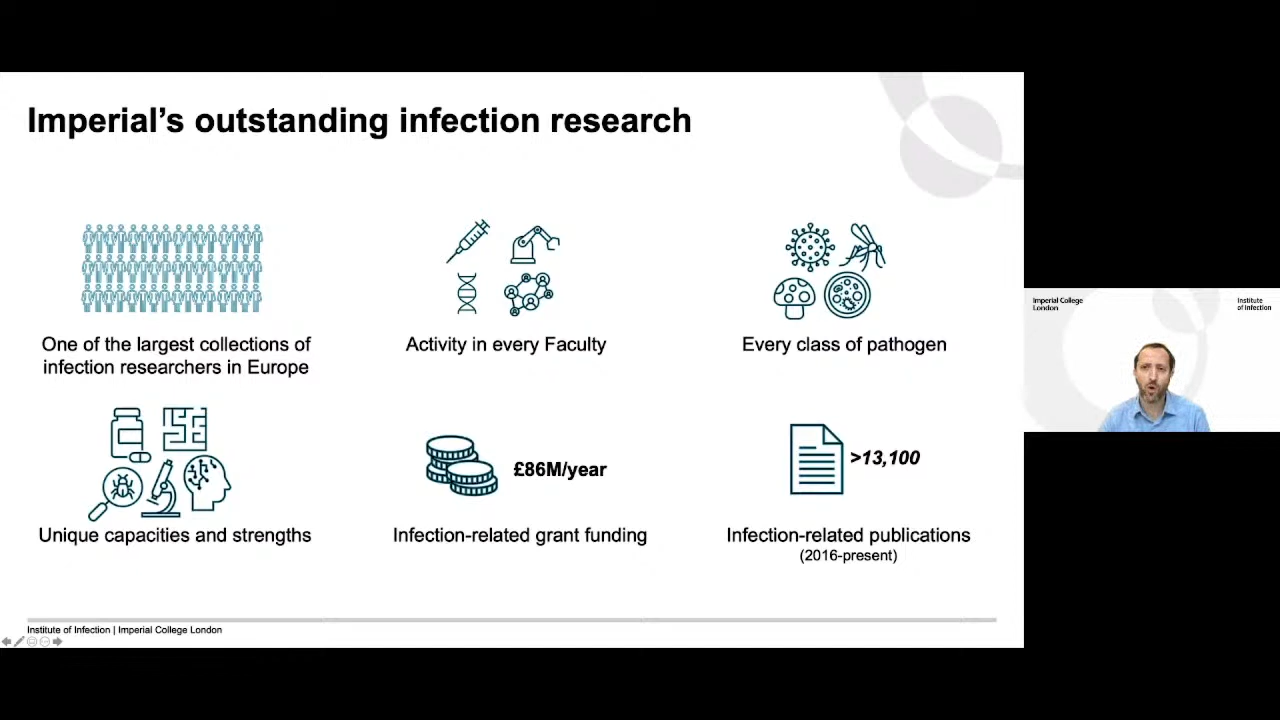 Imperial's outstanding infection research
One of the largest collections of
infection researchers in Europe
Activity in every Faculty
Every class of pathogen
Unique capacities and strengths
£86M/year
Infection-related grant funding
>13,100
Infection-related publications
(2016-present)
Institute of Infection | Imperial College London
Imperial College
London
Institute
of Infection